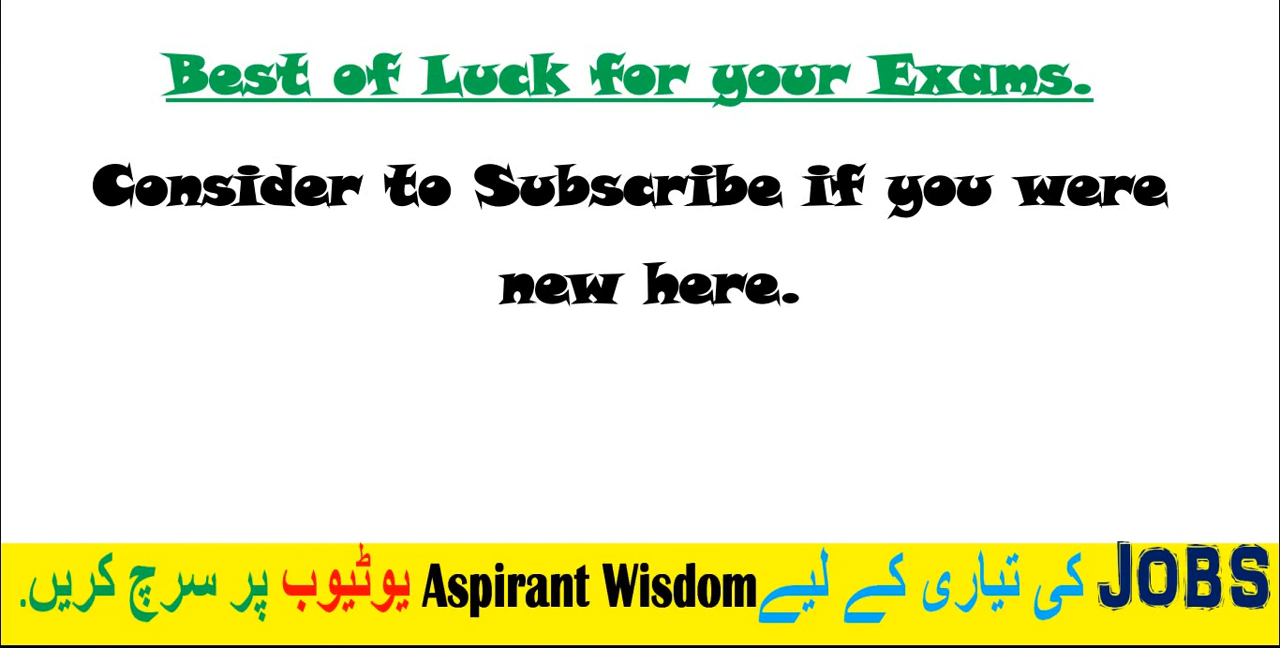 Best of Luck for your Exams.
Consider to Subscribe if you were
new here.
JOBS کی تیاری کے لیے Aspirant Wisdom یوٹیوب پر سرچ کریں.